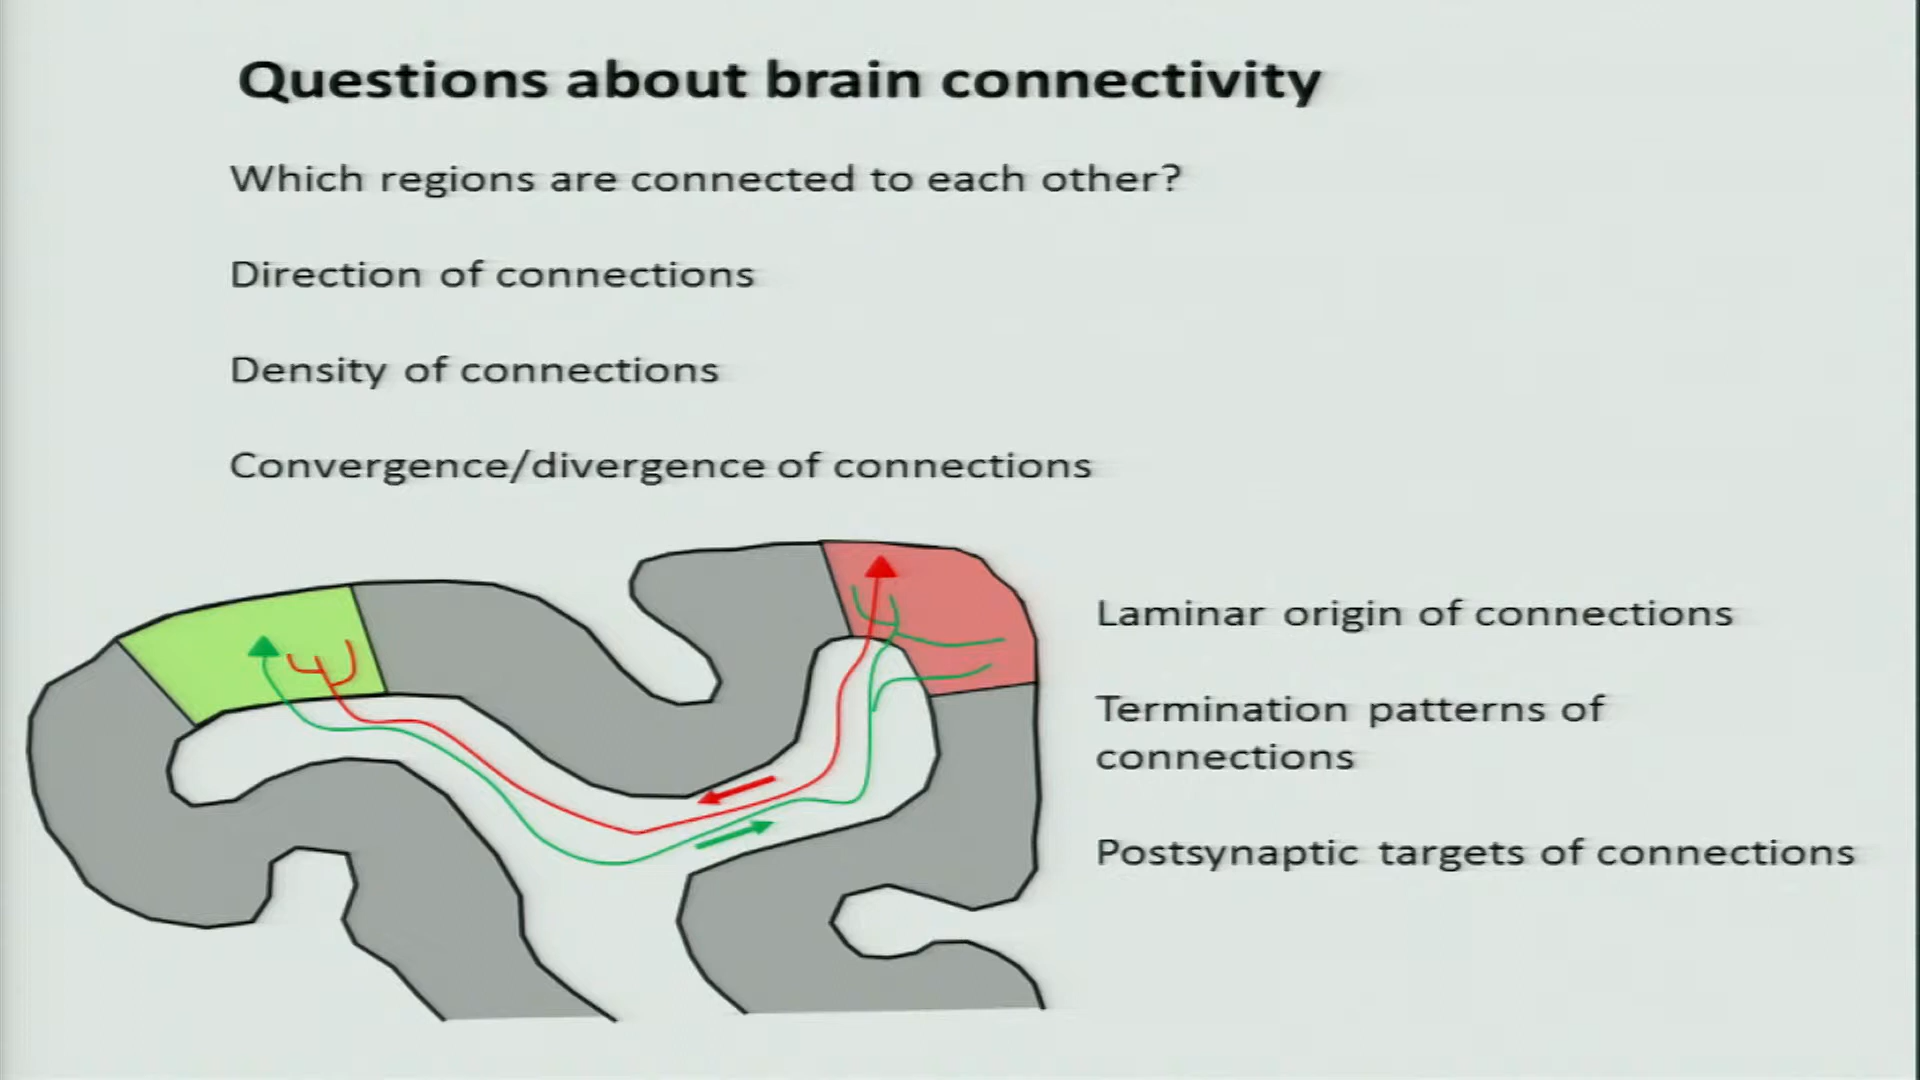 Questions about brain connectivity
Which regions are connected to each other?
Direction of connections
Density of connections
Convergence/divergence of connections
Laminar origin of connections
Termination patterns of
connections
Postsynaptic targets of connections